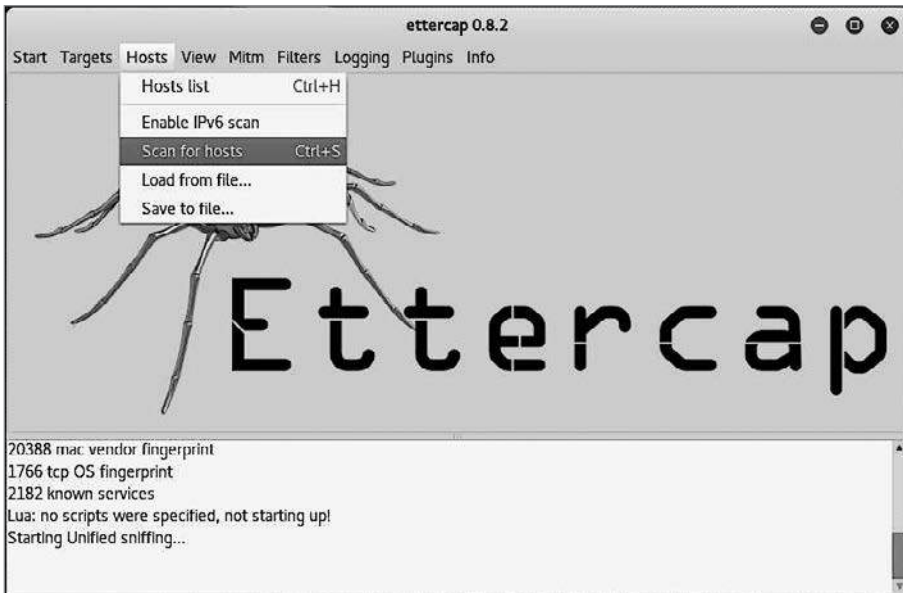 ettercap 0.8.2
Start Targets Hosts View Mitm Filters Logging Plugins Info
Hosts list Ctrl+H
Enable IPv6 scan
Scan for hosts Ctrl+S
Load from file...
Save to file...
Ettercap
20388 mac vendor fingerprint
1766 tcp OS fingerprint
2182 known services
Lua: no scripts were specified, not starting up!
Starting Unified sniffing...